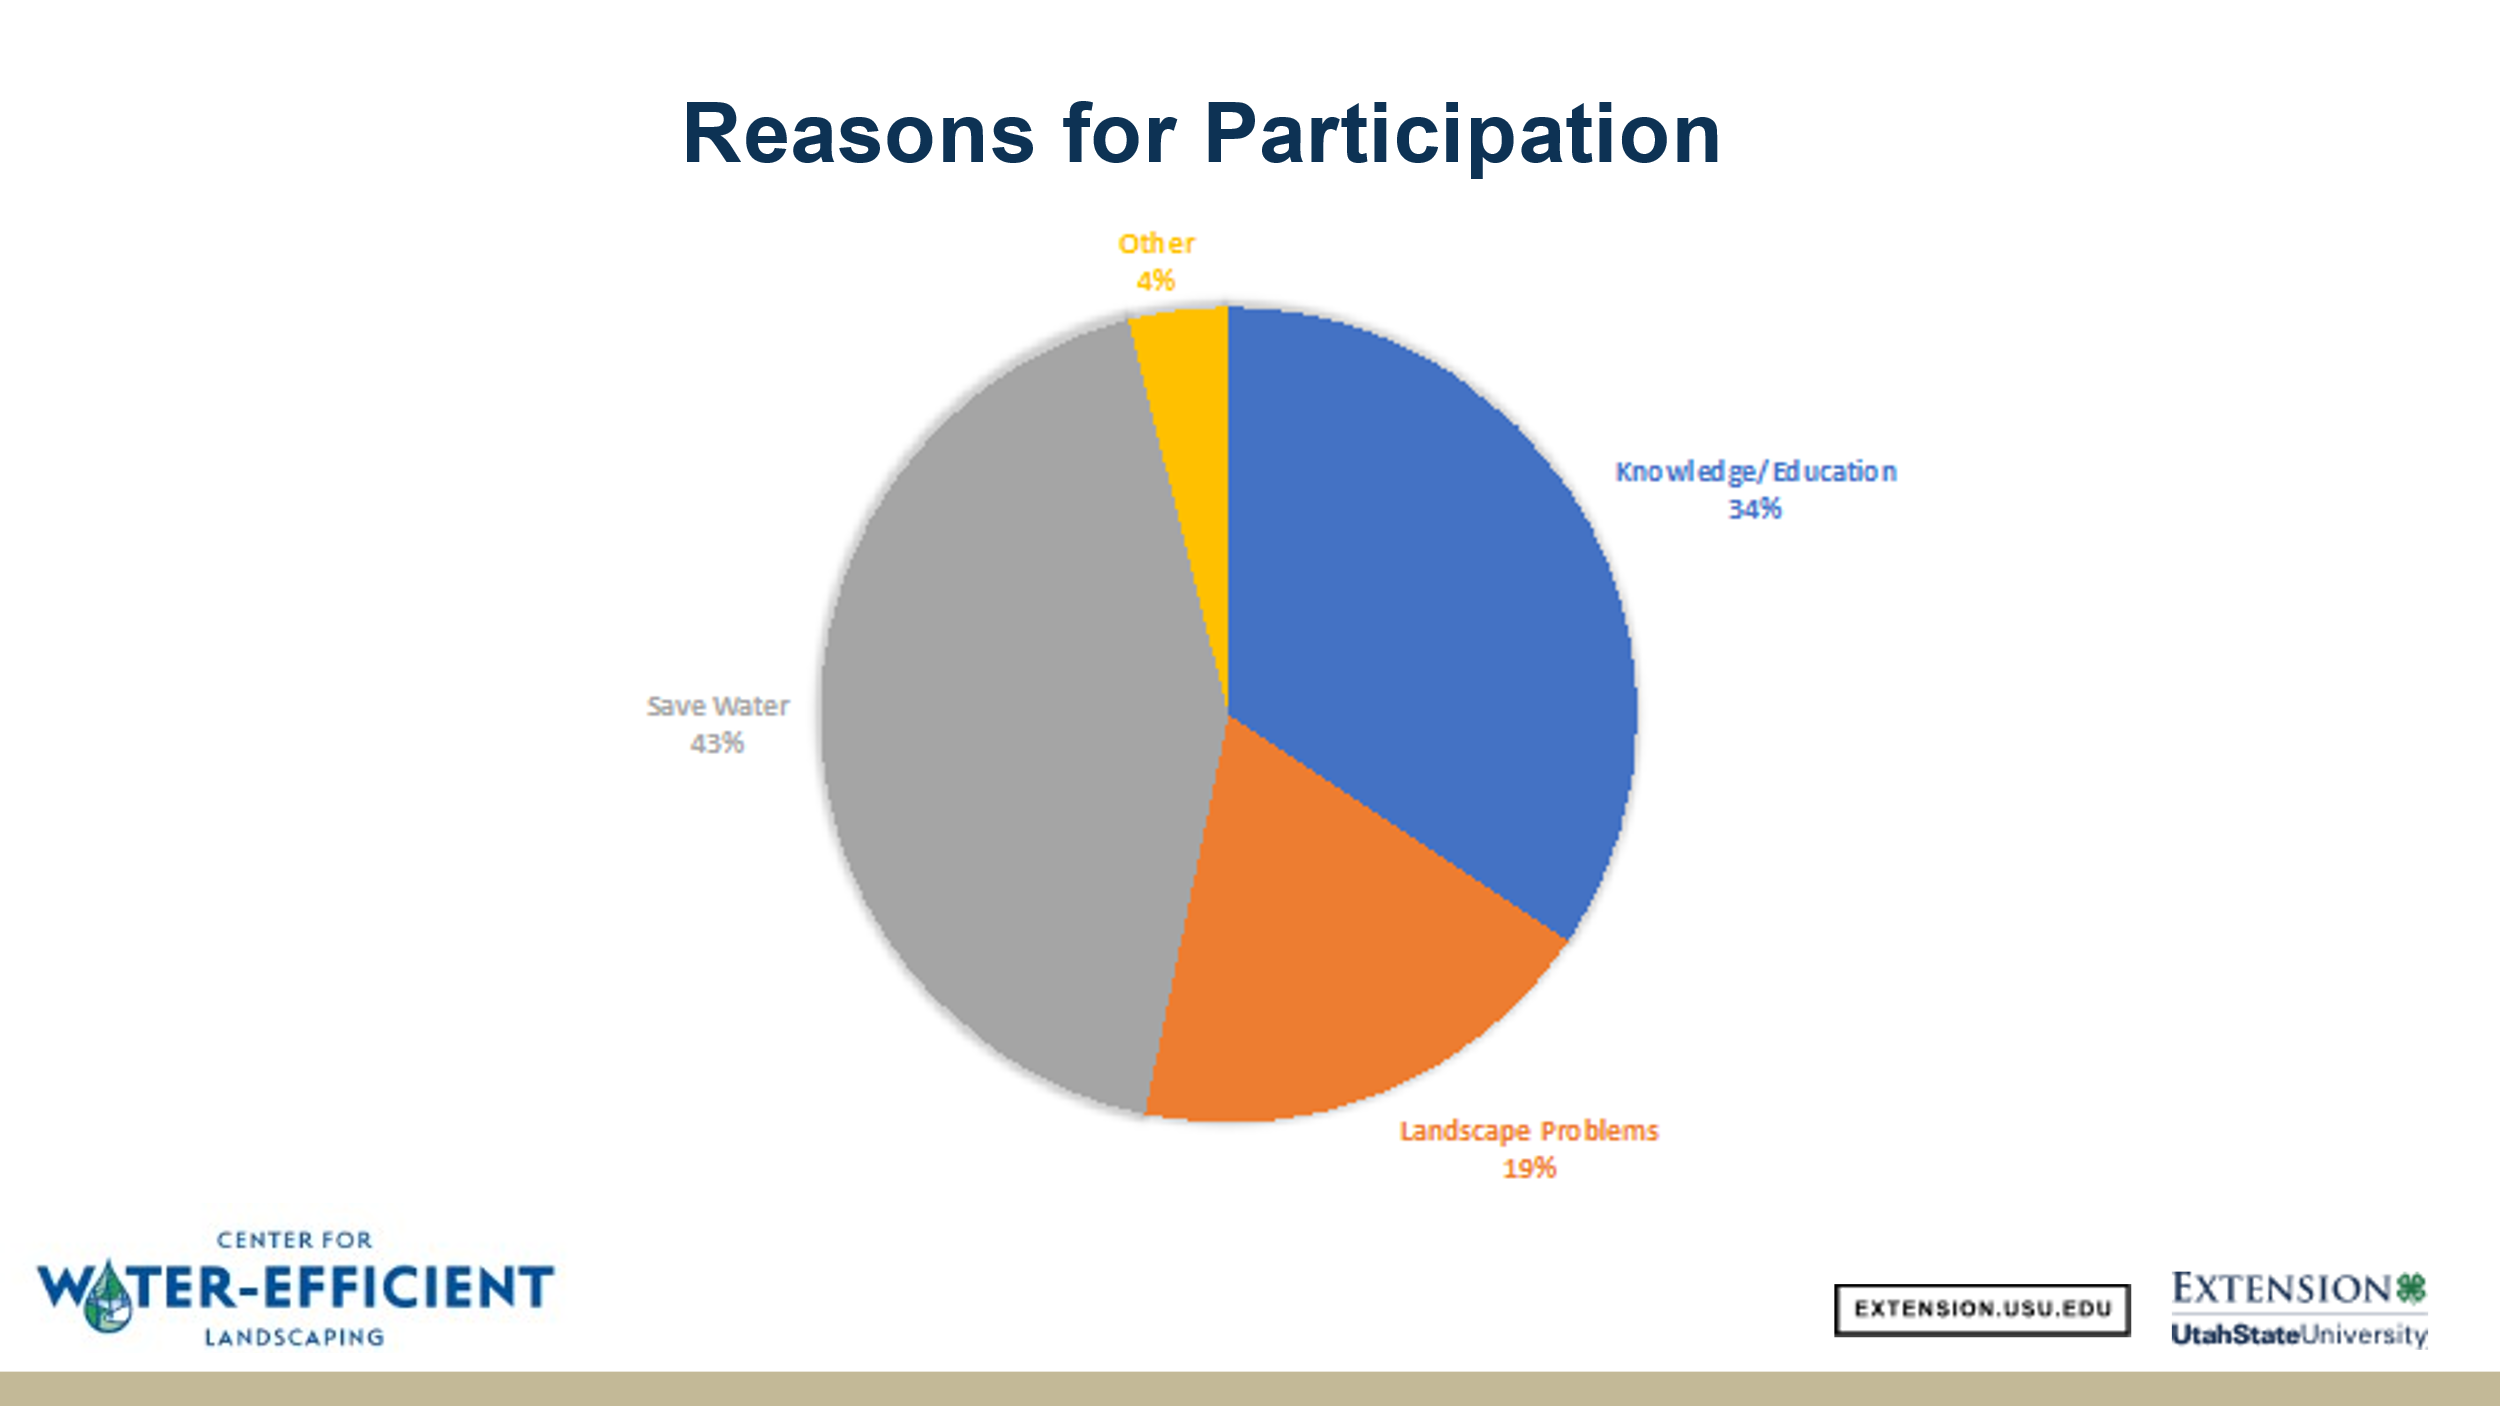 Reasons for Participation
Other
4%
Knowledge/Education
34%
Save Water
43%
Landscape Problems
19%
CENTER FOR
WATER-EFFICIENT
LANDSCAPING
EXTENSION.USU.EDU
EXTENSION
UtahStateUniversity